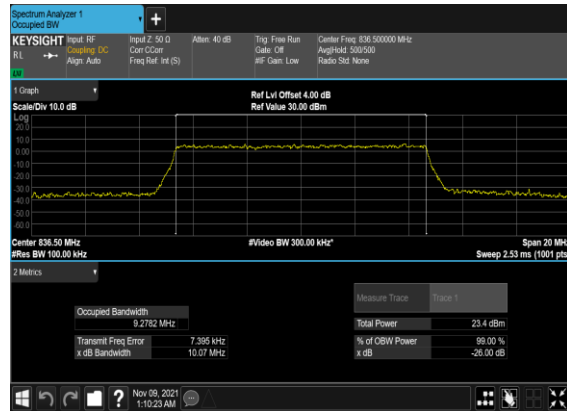 Spectrum Analyzer 1
Occupied BW
+
KEYSIGHT
Input: RF
Input Z: 50 Ω
Atten: 40 dB
Trig: Free Run
Center Freq: 836.500000 MHz
RL
Coupling: DC
Corr CCorr
Gate: Off
Avg|Hold: 500/500
Align: Auto
Freq Ref: Int (S)
#IF Gain: Low
Radio Std: None
1 Graph
Ref Lvl Offset 4.00 dB
Scale/Div 10.0 dB
Ref Value 30.00 dBm
Log
20.0
10.0
0.00
-10.0
-20.0
-30.0
-40.0
-50.0
-60.0
Center 836.50 MHz
#Video BW 300.00 kHz*
Span 20 MHz
#Res BW 100.00 kHz
Sweep 2.53 ms (1001 pts)
2 Metrics
Measure Trace
Trace 1
Occupied Bandwidth
9.2782 MHz
Total Power
23.4 dBm
Transmit Freq Error
7.395 kHz
% of OBW Power
99.00 %
x dB Bandwidth
10.07 MHz
x dB
-26.00 dB
?
Nov 09, 2021
1:10:23 AM